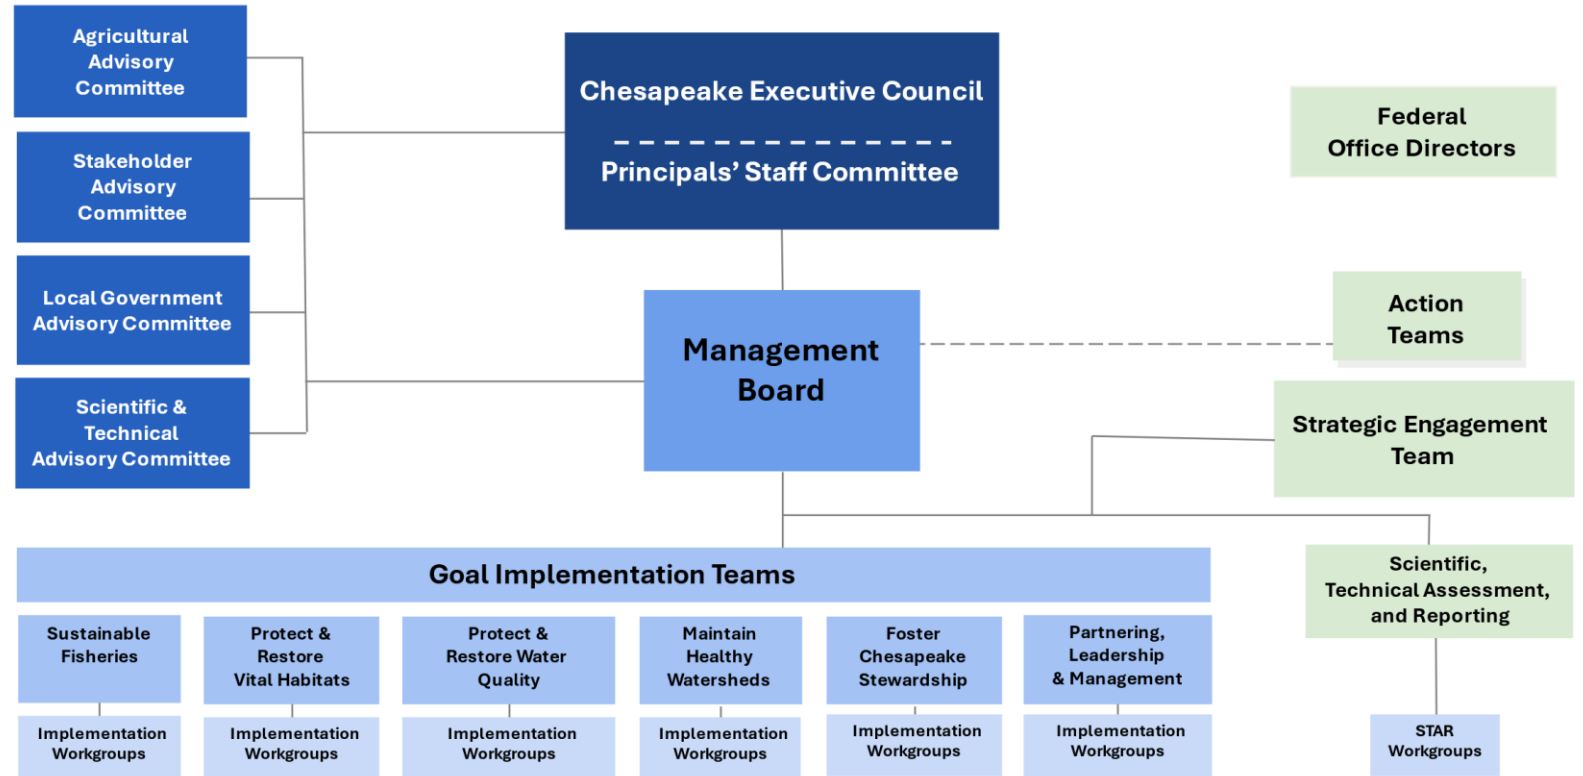 Agricultural
Advisory
Committee
Stakeholder
Advisory
Committee
Local Government
Advisory Committee
Scientific &
Technical
Advisory Committee
Chesapeake Executive Council
Principals’ Staff Committee
Federal
Office Directors
Management
Board
Action
Teams
Strategic Engagement
Team
Goal Implementation Teams
Scientific,
Technical Assessment,
and Reporting
Sustainable
Fisheries
Protect &
Restore
Vital Habitats
Protect &
Restore Water
Quality
Maintain
Healthy
Watersheds
Foster
Chesapeake
Stewardship
Partnering,
Leadership
& Management
Implementation
Workgroups
Implementation
Workgroups
Implementation
Workgroups
Implementation
Workgroups
Implementation
Workgroups
Implementation
Workgroups
STAR
Workgroups